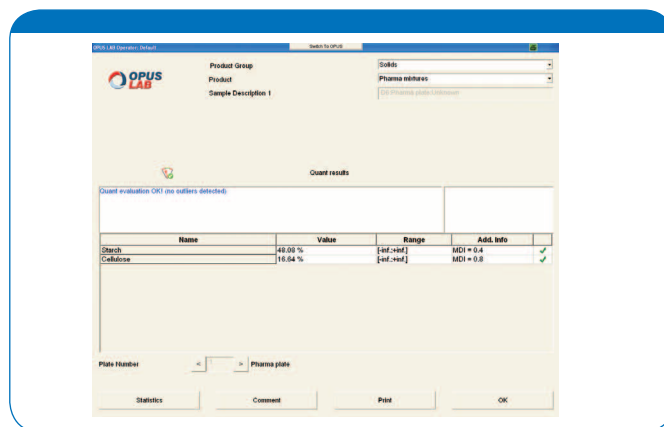 OPUS LAB Operator: Default
Switch To OPUS
OPUS
LAB
Product Group
Solids
Product
Pharma mixtures
Sample Description 1
Quant results
Quant evaluation OK! (no outliers detected)
Name Value Range Add. Info
Starch 48.08 % [-inf.:+inf.] MDI = 0.4
Cellulose 16.64 % [-inf.:+inf.] MDI = 0.8
Plate Number < 1 > Pharma plate
Statistics Comment Print OK